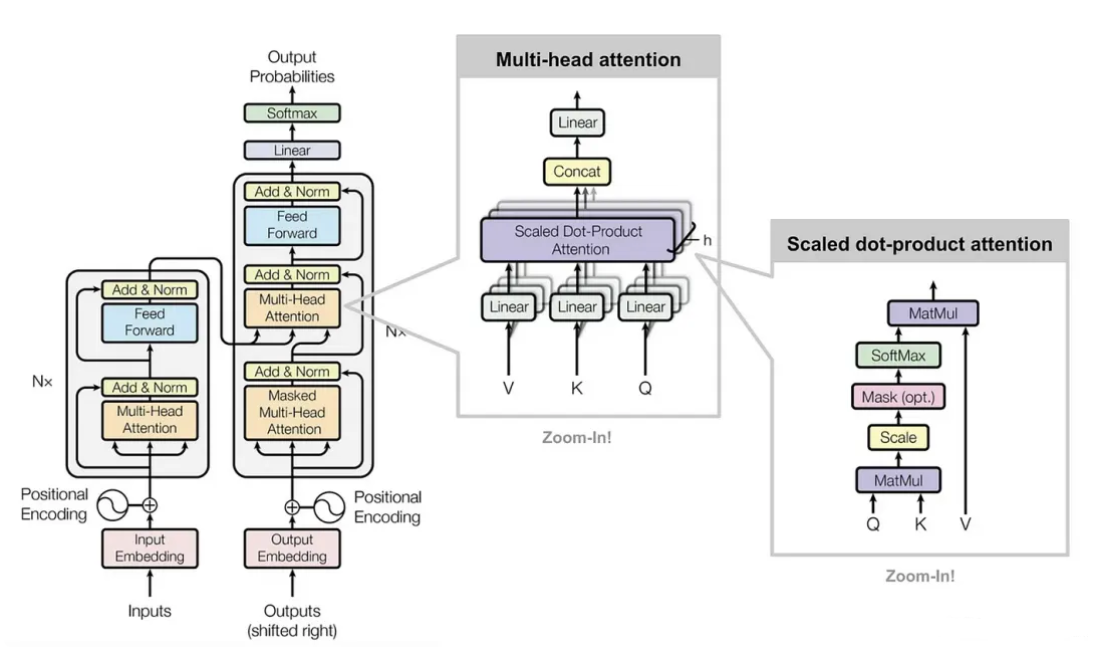 Output
Probabilities
Softmax
Linear
Add & Norm
Feed
Forward
Add & Norm
Multi-Head
Attention
Add & Norm
Masked
Multi-Head
Attention
Nx
Positional
Encoding
Output
Embedding
Outputs
(shifted right)
Add & Norm
Feed
Forward
Add & Norm
Multi-Head
Attention
Nx
Positional
Encoding
Input
Embedding
Inputs
Multi-head attention
Linear
Concat
Scaled Dot-Product
Attention
h
Linear
Linear
Linear
V
K
Q
Zoom-In!
Scaled dot-product attention
MatMul
SoftMax
Mask (opt.)
Scale
MatMul
Q
K
V
Zoom-In!